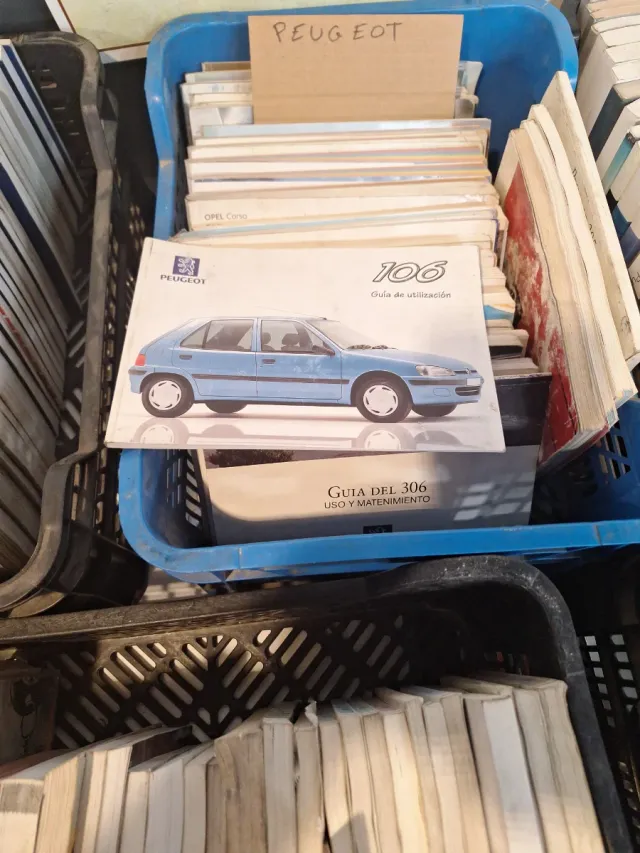 PEUGEOT
OPEL Corsa
PEUGEOT
106
Guía de utilización
GUIA DEL 306
USO Y MATENIMIENTO